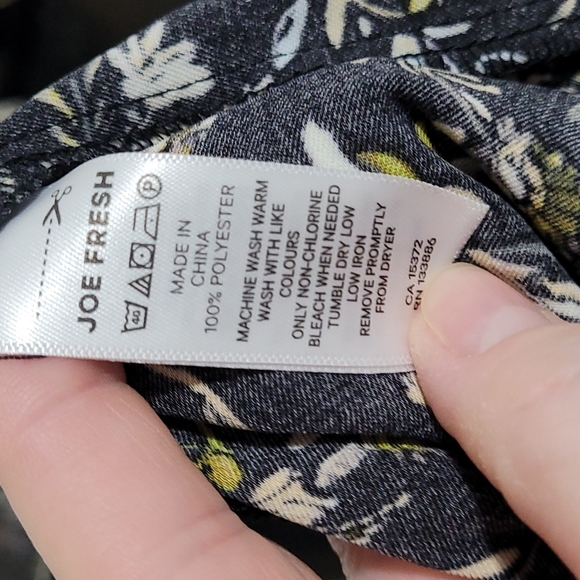 JOE FRESH
40
P
MADE IN
CHINA
100% POLYESTER
MACHINE WASH WARM
WASH WITH LIKE
COLOURS
ONLY NON-CHLORINE
BLEACH WHEN NEEDED
TUMBLE DRY LOW
LOW IRON
REMOVE PROMPTLY
FROM DRYER
CA 15372
RN 133886